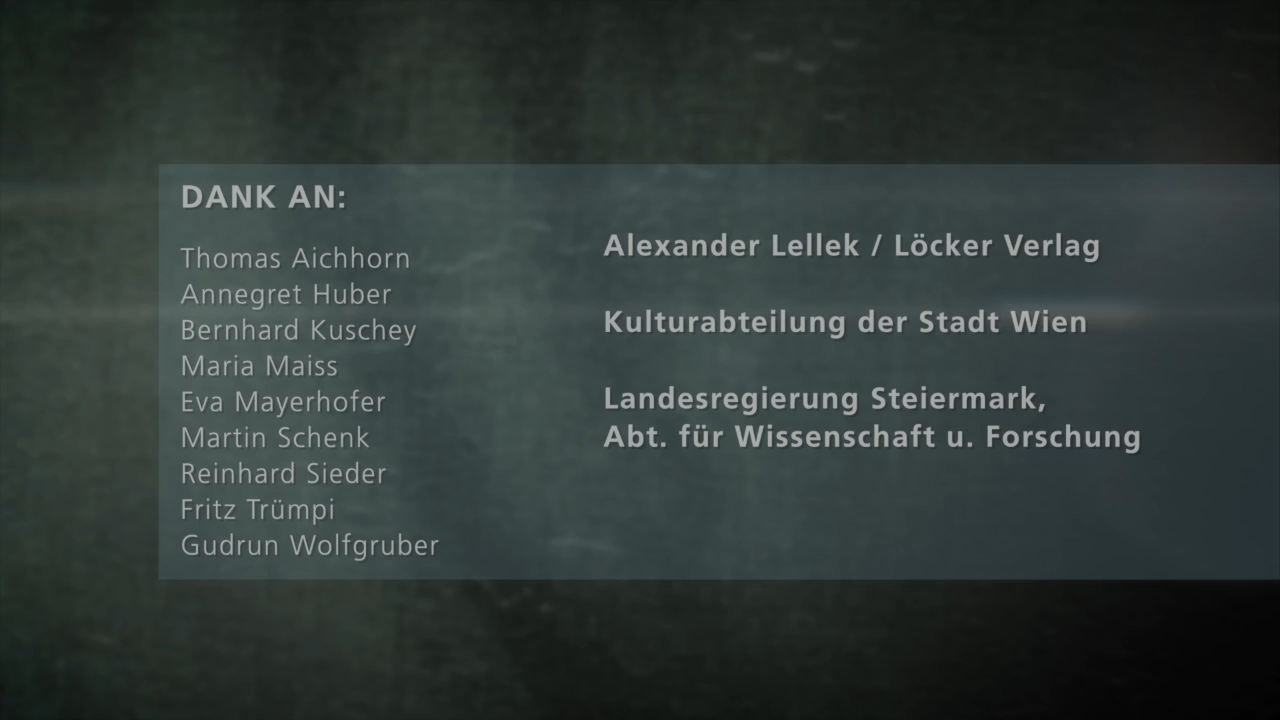 DANK AN:
Thomas Aichhorn
Annegret Huber
Bernhard Kuschey
Maria Maiss
Eva Mayerhofer
Martin Schenk
Reinhard Sieder
Fritz Trümpi
Gudrun Wolfgruber
Alexander Lellek / Löcker Verlag
Kulturabteilung der Stadt Wien
Landesregierung Steiermark,
Abt. für Wissenschaft u. Forschung